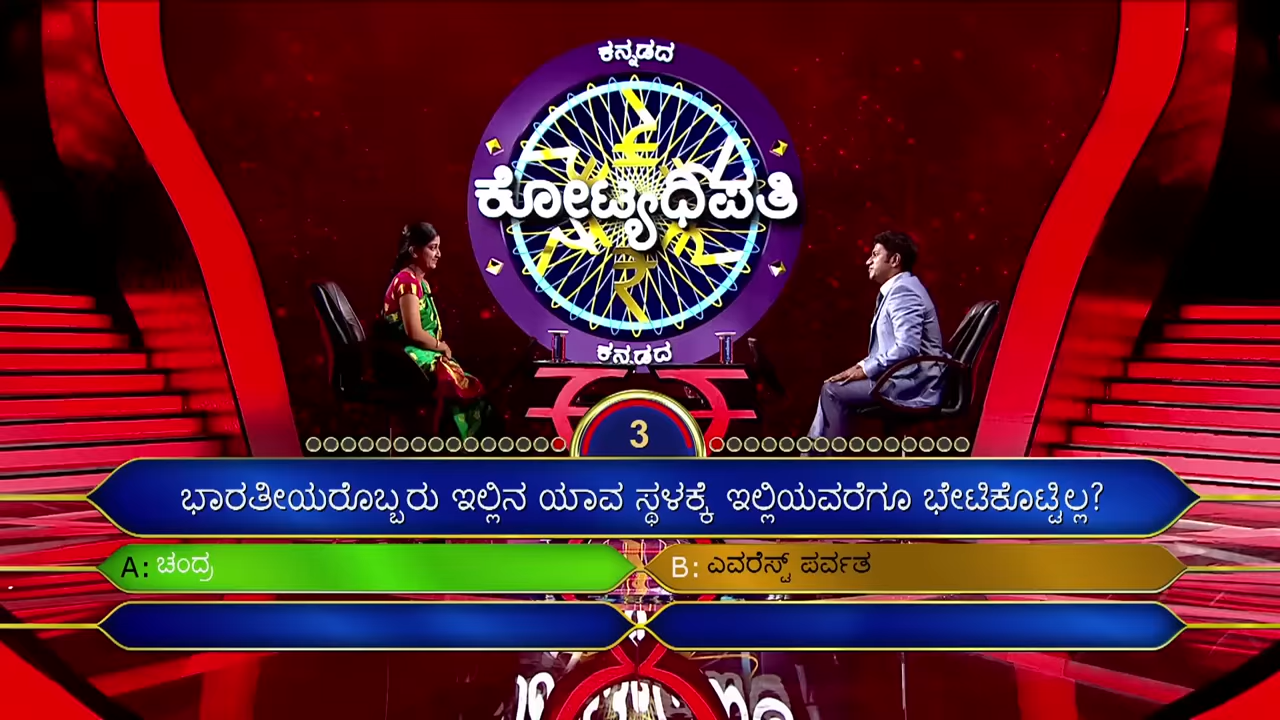 ಕನ್ನಡದ
ಕೋಟ್ಯಧಿಪತಿ
ಕನ್ನಡದ
3
ಭಾರತೀಯರೊಬ್ಬರು ಇಲ್ಲಿನ ಯಾವ ಸ್ಥಳಕ್ಕೆ ಇಲ್ಲಿಯವರೆಗೂ ಭೇಟಿಕೊಟ್ಟಿಲ್ಲ?
A: ಚಂದ್ರ
B: ಎವರೆಸ್ಟ್ ಪರ್ವತ